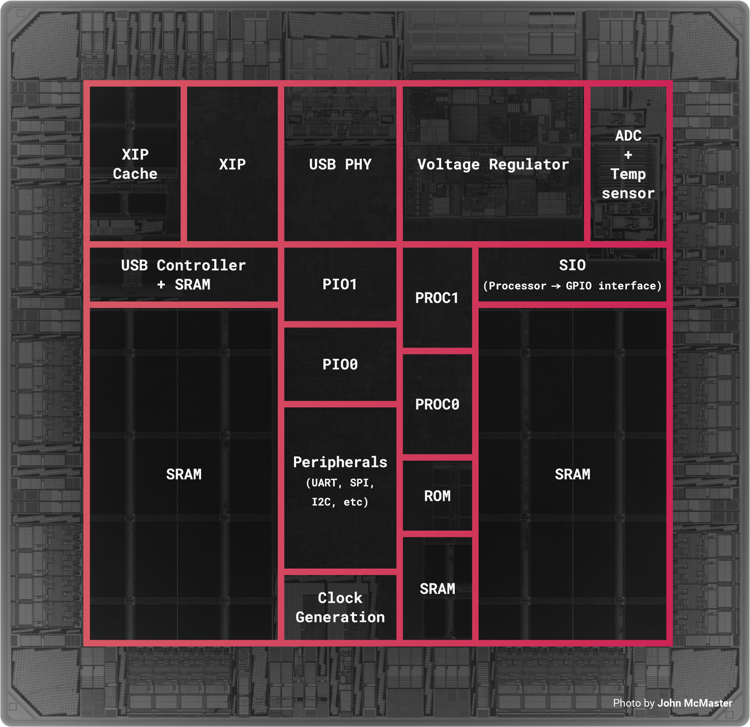 XIP
Cache
XIP
USB PHY
Voltage Regulator
ADC
+
Temp
sensor
USB Controller
+ SRAM
PIO1
PROC1
SIO
(Processor → GPIO interface)
PIO0
PROC0
SRAM
Peripherals
(UART, SPI,
I2C, etc)
ROM
SRAM
SRAM
Clock
Generation
Photo by John McMaster